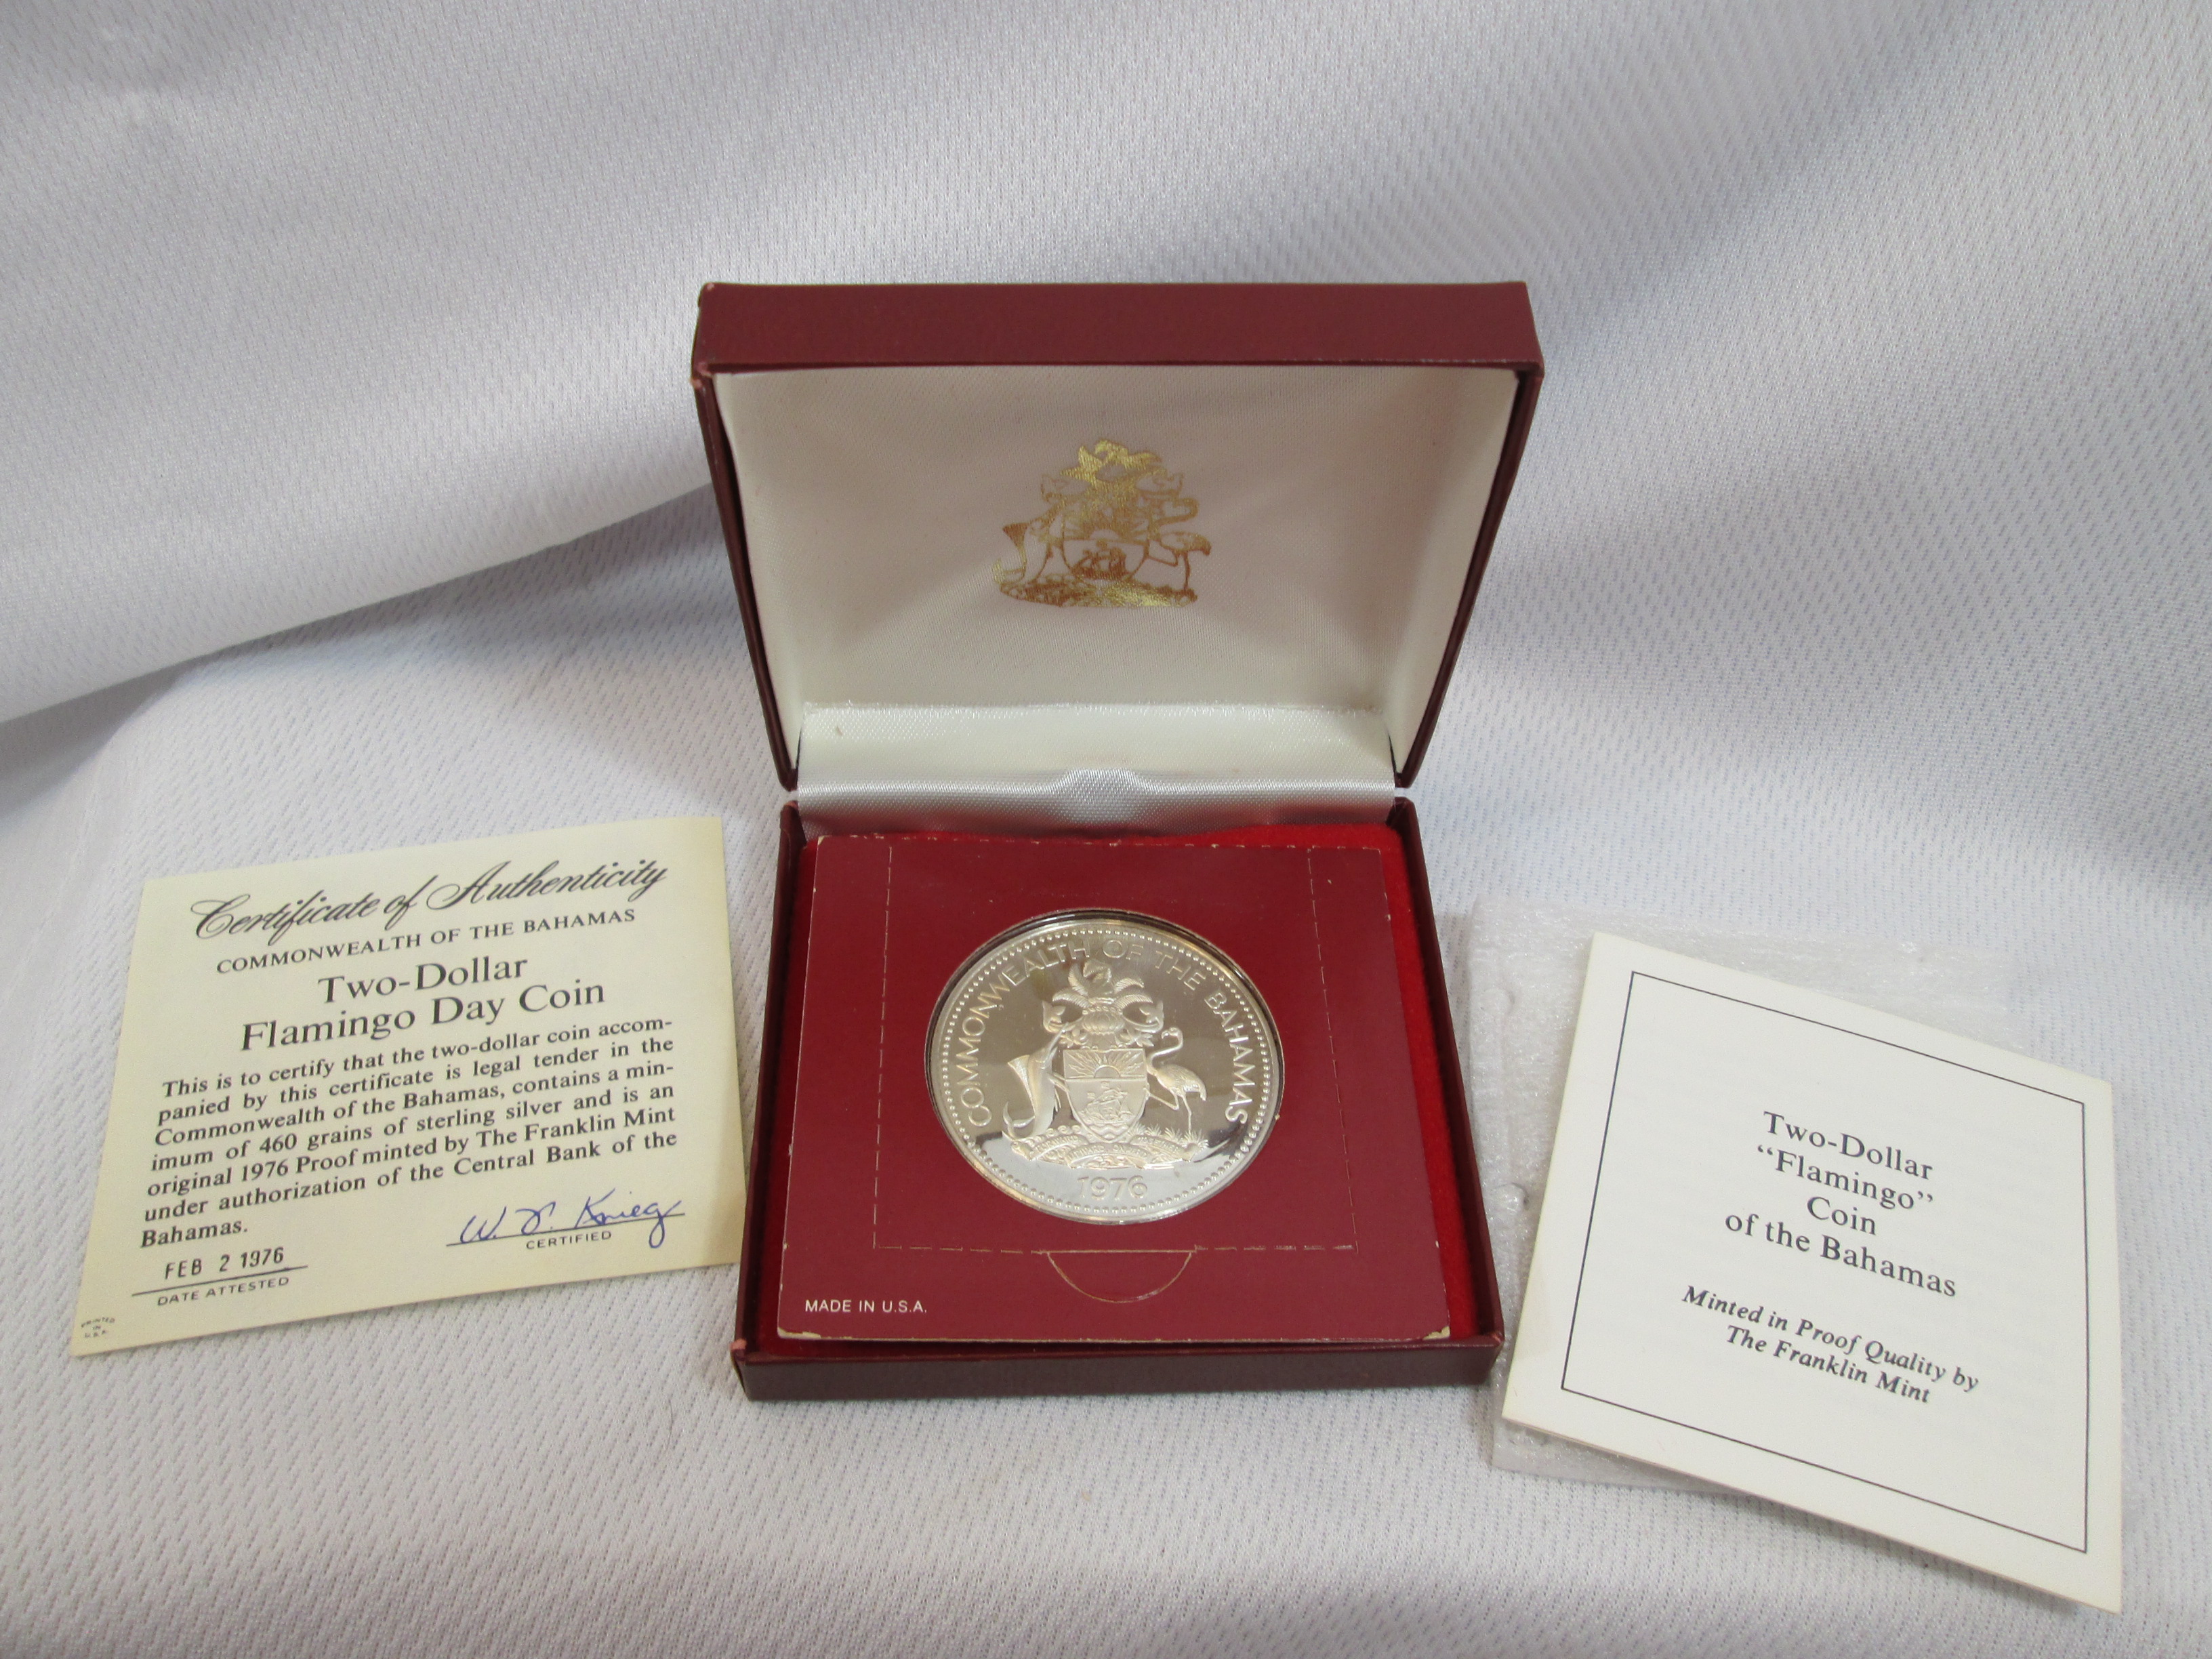 Certificate of Authenticity
COMMONWEALTH OF THE BAHAMAS
Two-Dollar
Flamingo Day Coin
This is to certify that the two-dollar coin accom-
panied by this certificate is legal tender in the
Commonwealth of the Bahamas, contains a min-
imum of 460 grains of sterling silver and is an
original 1976 Proof minted by The Franklin Mint
under authorization of the Central Bank of the
Bahamas.
FEB 2 1976
DATE ATTESTED
CERTIFIED
PRINTED
IN
U.S.A.
COMMONWEALTH OF THE BAHAMAS
1976
MADE IN U.S.A.
Two-Dollar
“Flamingo”
Coin
of the Bahamas
Minted in Proof Quality by
The Franklin Mint